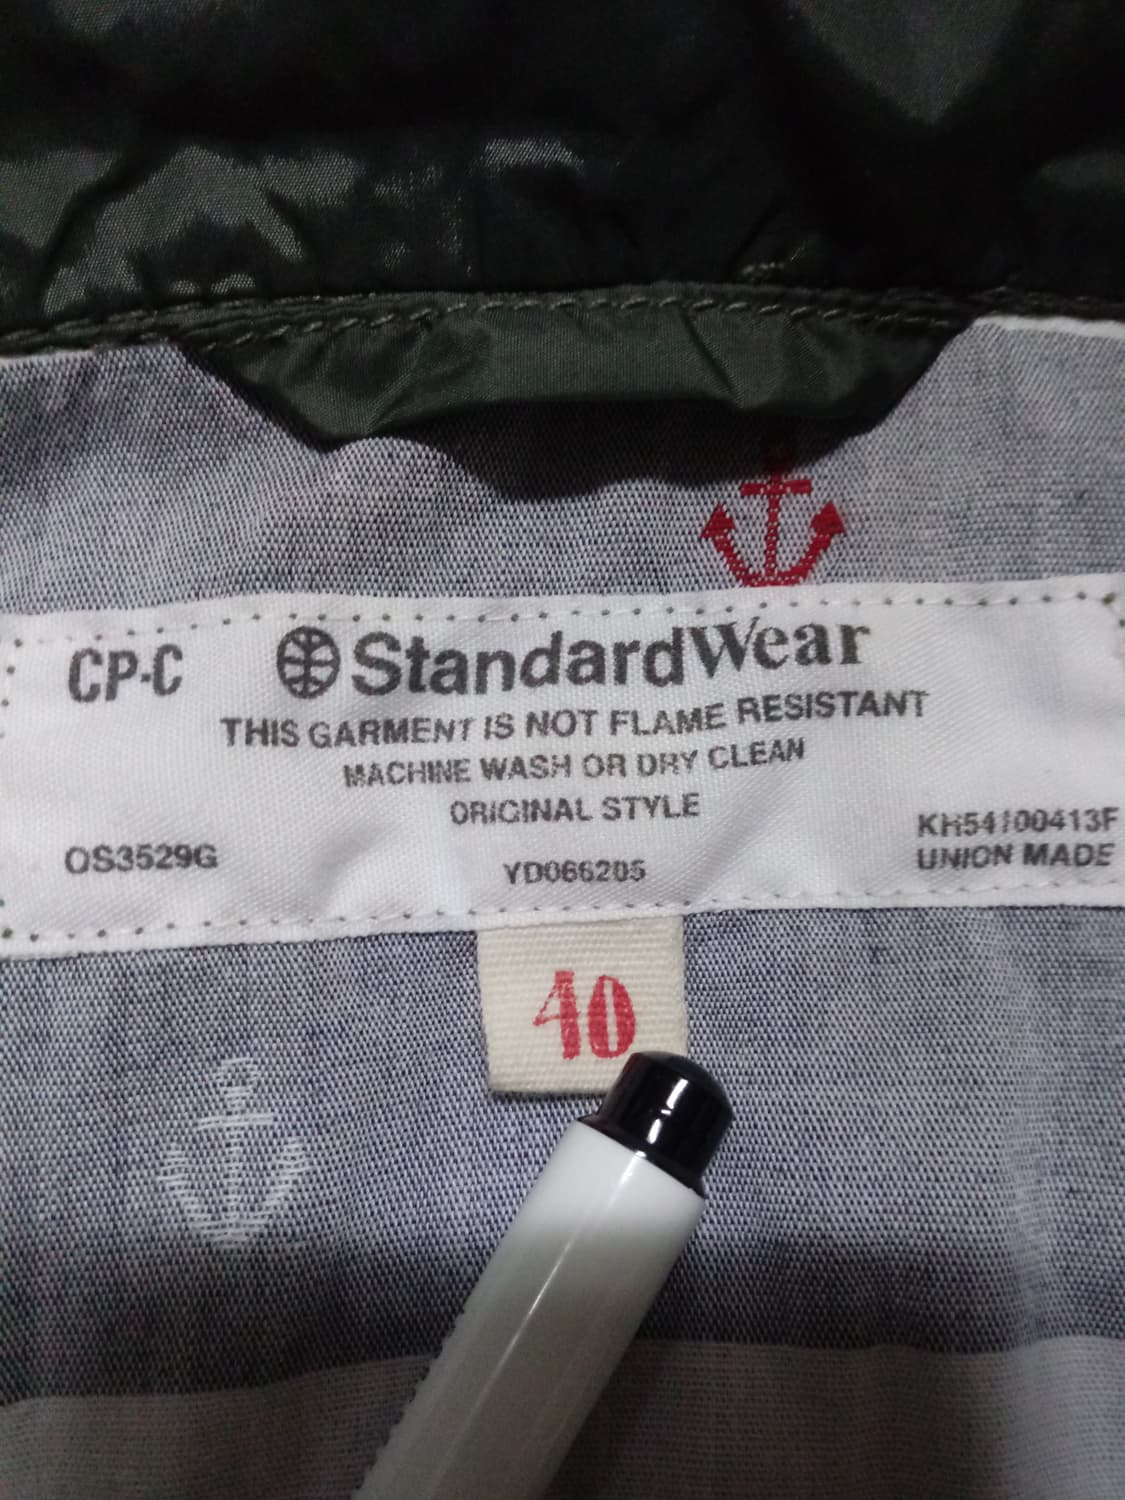 CP-C
StandardWear
THIS GARMENT IS NOT FLAME RESISTANT
MACHINE WASH OR DRY CLEAN
ORIGINAL STYLE
KH54100413F
OS3529G
YD066205
UNION MADE
40